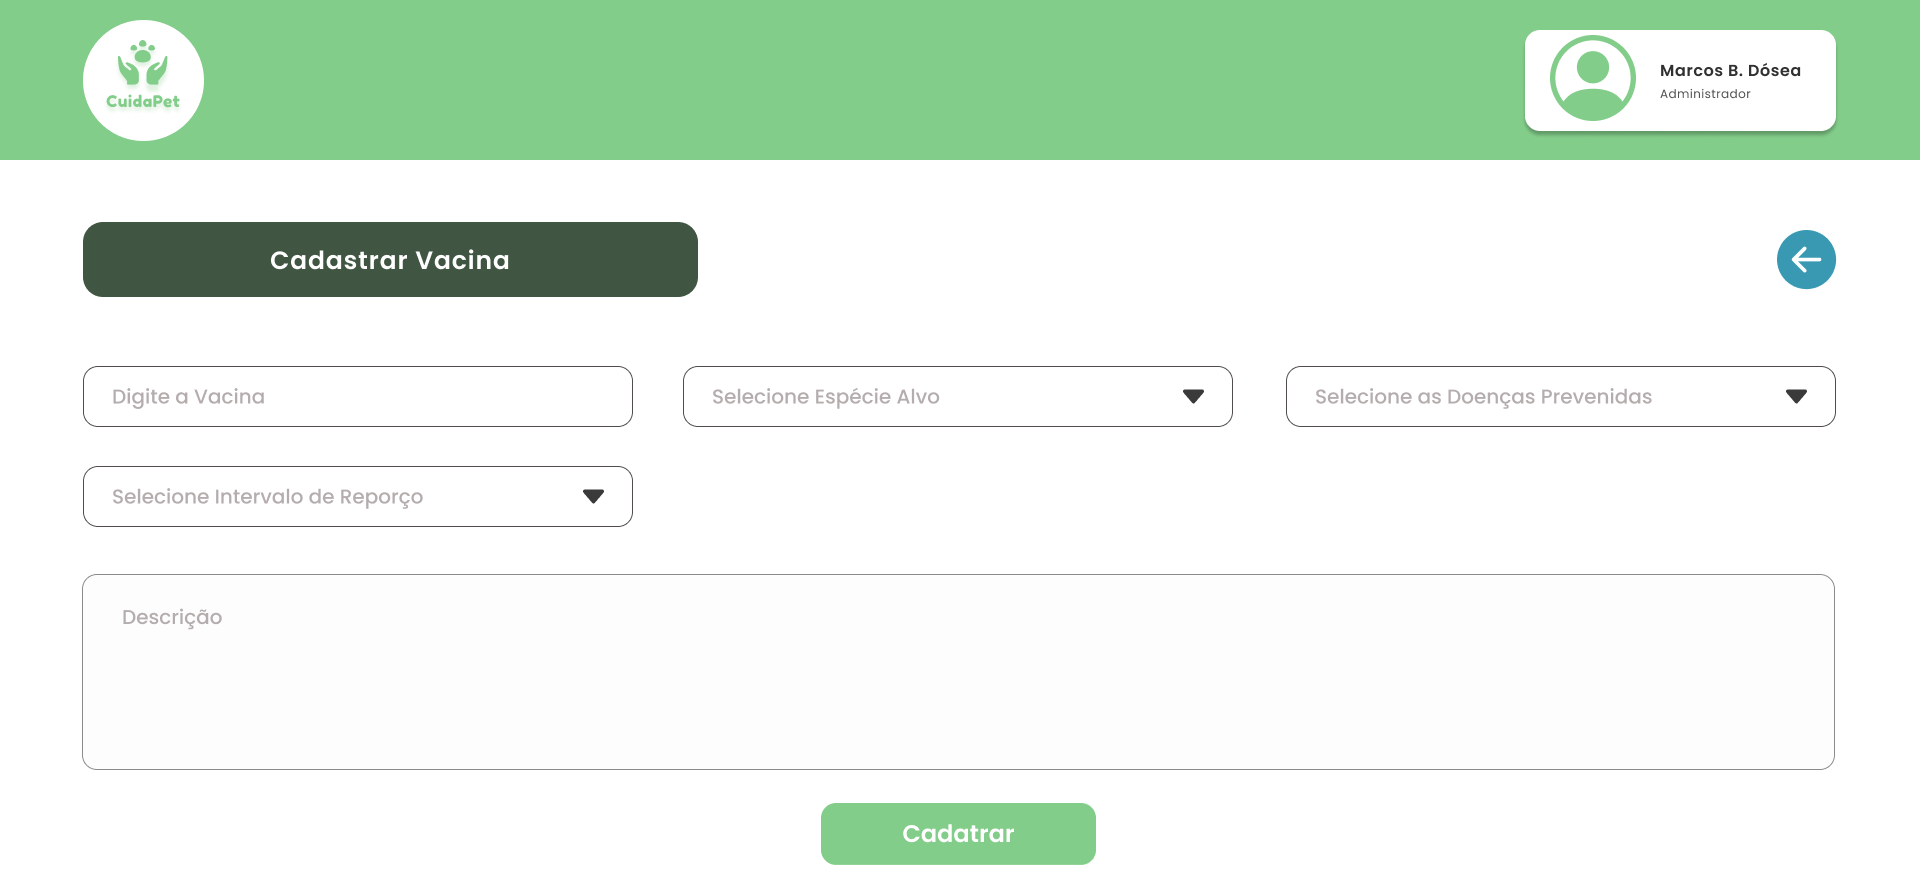 CuidaPet
Marcos B. Dósea
Administrador
Cadastrar Vacina
Digite a Vacina
Selecione Espécie Alvo
Selecione as Doenças Prevenidas
Selecione Intervalo de Reporço
Descrição
Cadatrar